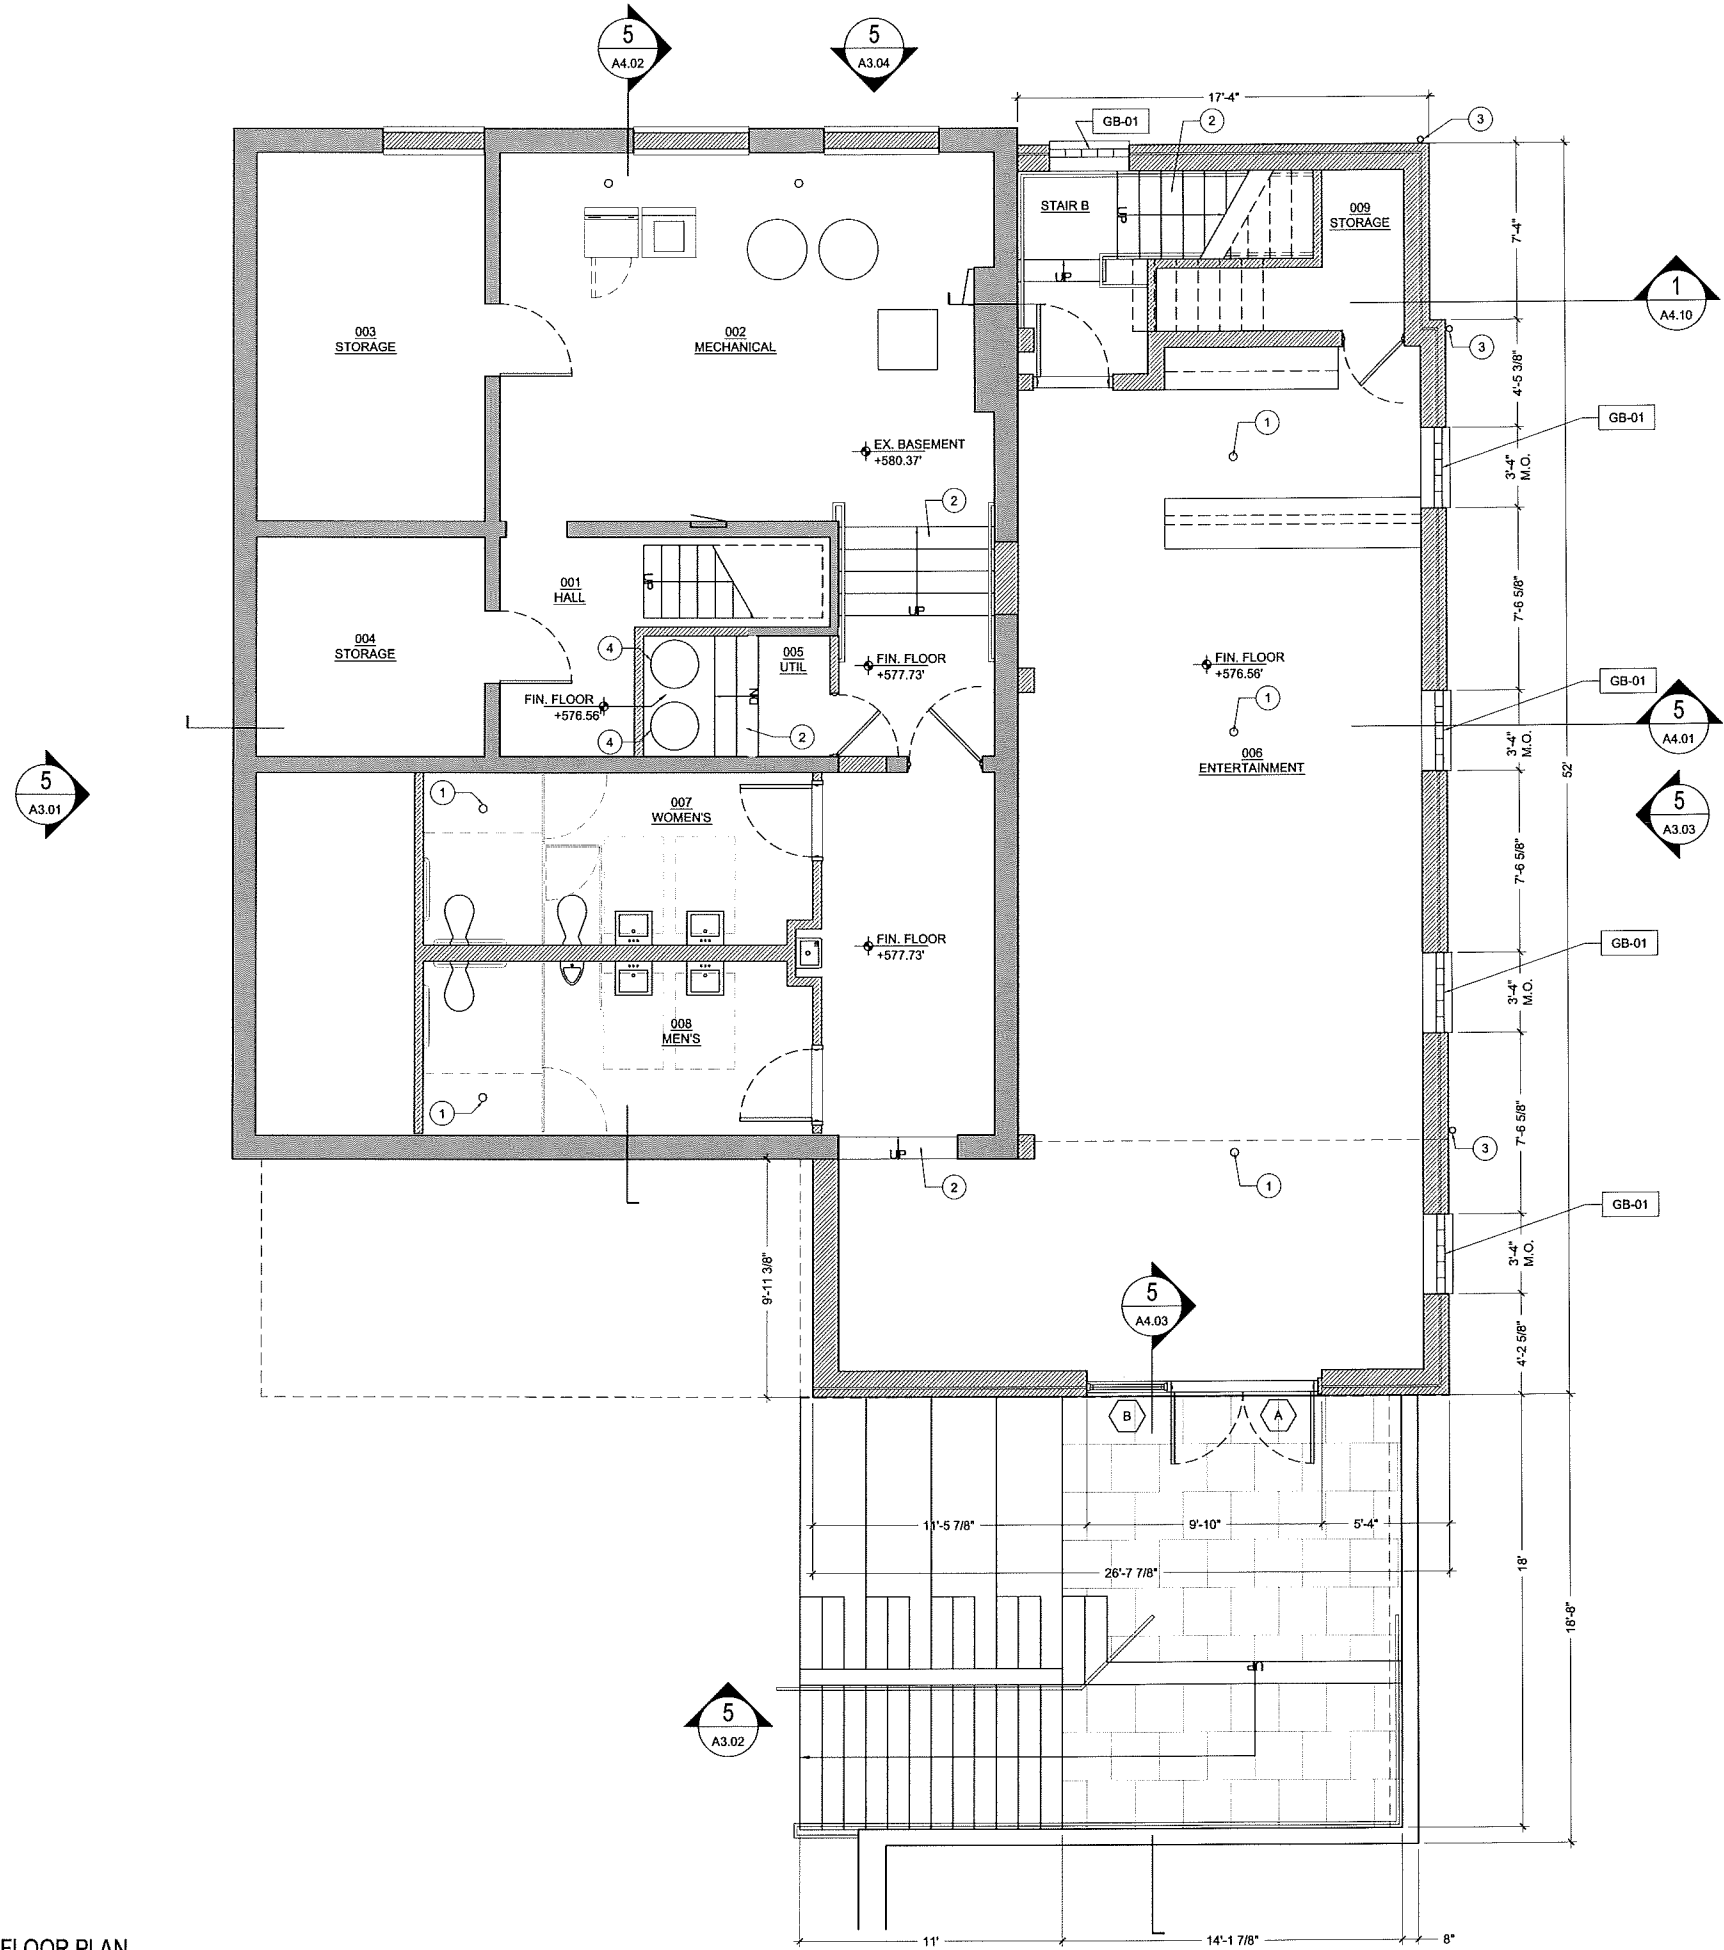 5
A4.02
5
A3.04
17'-4"
GB-01
2
3
STAIR B
UP
UP
009
STORAGE
7'-4"
1
A4.10
3
4'-5 3/8"
003
STORAGE
002
MECHANICAL
1
GB-01
3'-4"
M.O.
EX. BASEMENT
+580.37'
2
UP
001
HALL
UP
7'-6 5/8"
004
STORAGE
4
005
UTIL
FIN. FLOOR
+577.73'
FIN. FLOOR
+576.56'
GB-01
FIN. FLOOR
+576.56'
DN
1
5
A4.01
4
2
3'-4"
M.O.
006
ENTERTAINMENT
52'
5
A3.01
1
007
WOMEN'S
5
A3.03
7'-6 5/8"
FIN. FLOOR
+577.73'
GB-01
3'-4"
M.O.
008
MEN'S
1
7'-6 5/8"
3
UP
2
1
GB-01
9'-11 3/8"
3'-4"
M.O.
5
A4.03
4'-2 5/8"
B
A
11'-5 7/8"
9'-10"
5'-4"
26'-7 7/8"
18'
18'-8"
UP
5
A3.02
11'
14'-1 7/8"
8"
FLOOR PLAN